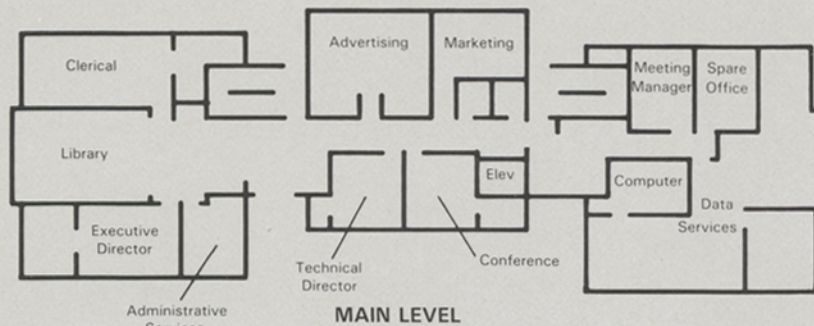 Clerical
Advertising
Marketing
Meeting
Manager
Spare
Office
Library
Elev
Computer
Data
Services
Executive
Director
Technical
Director
Conference
Administrative
MAIN LEVEL